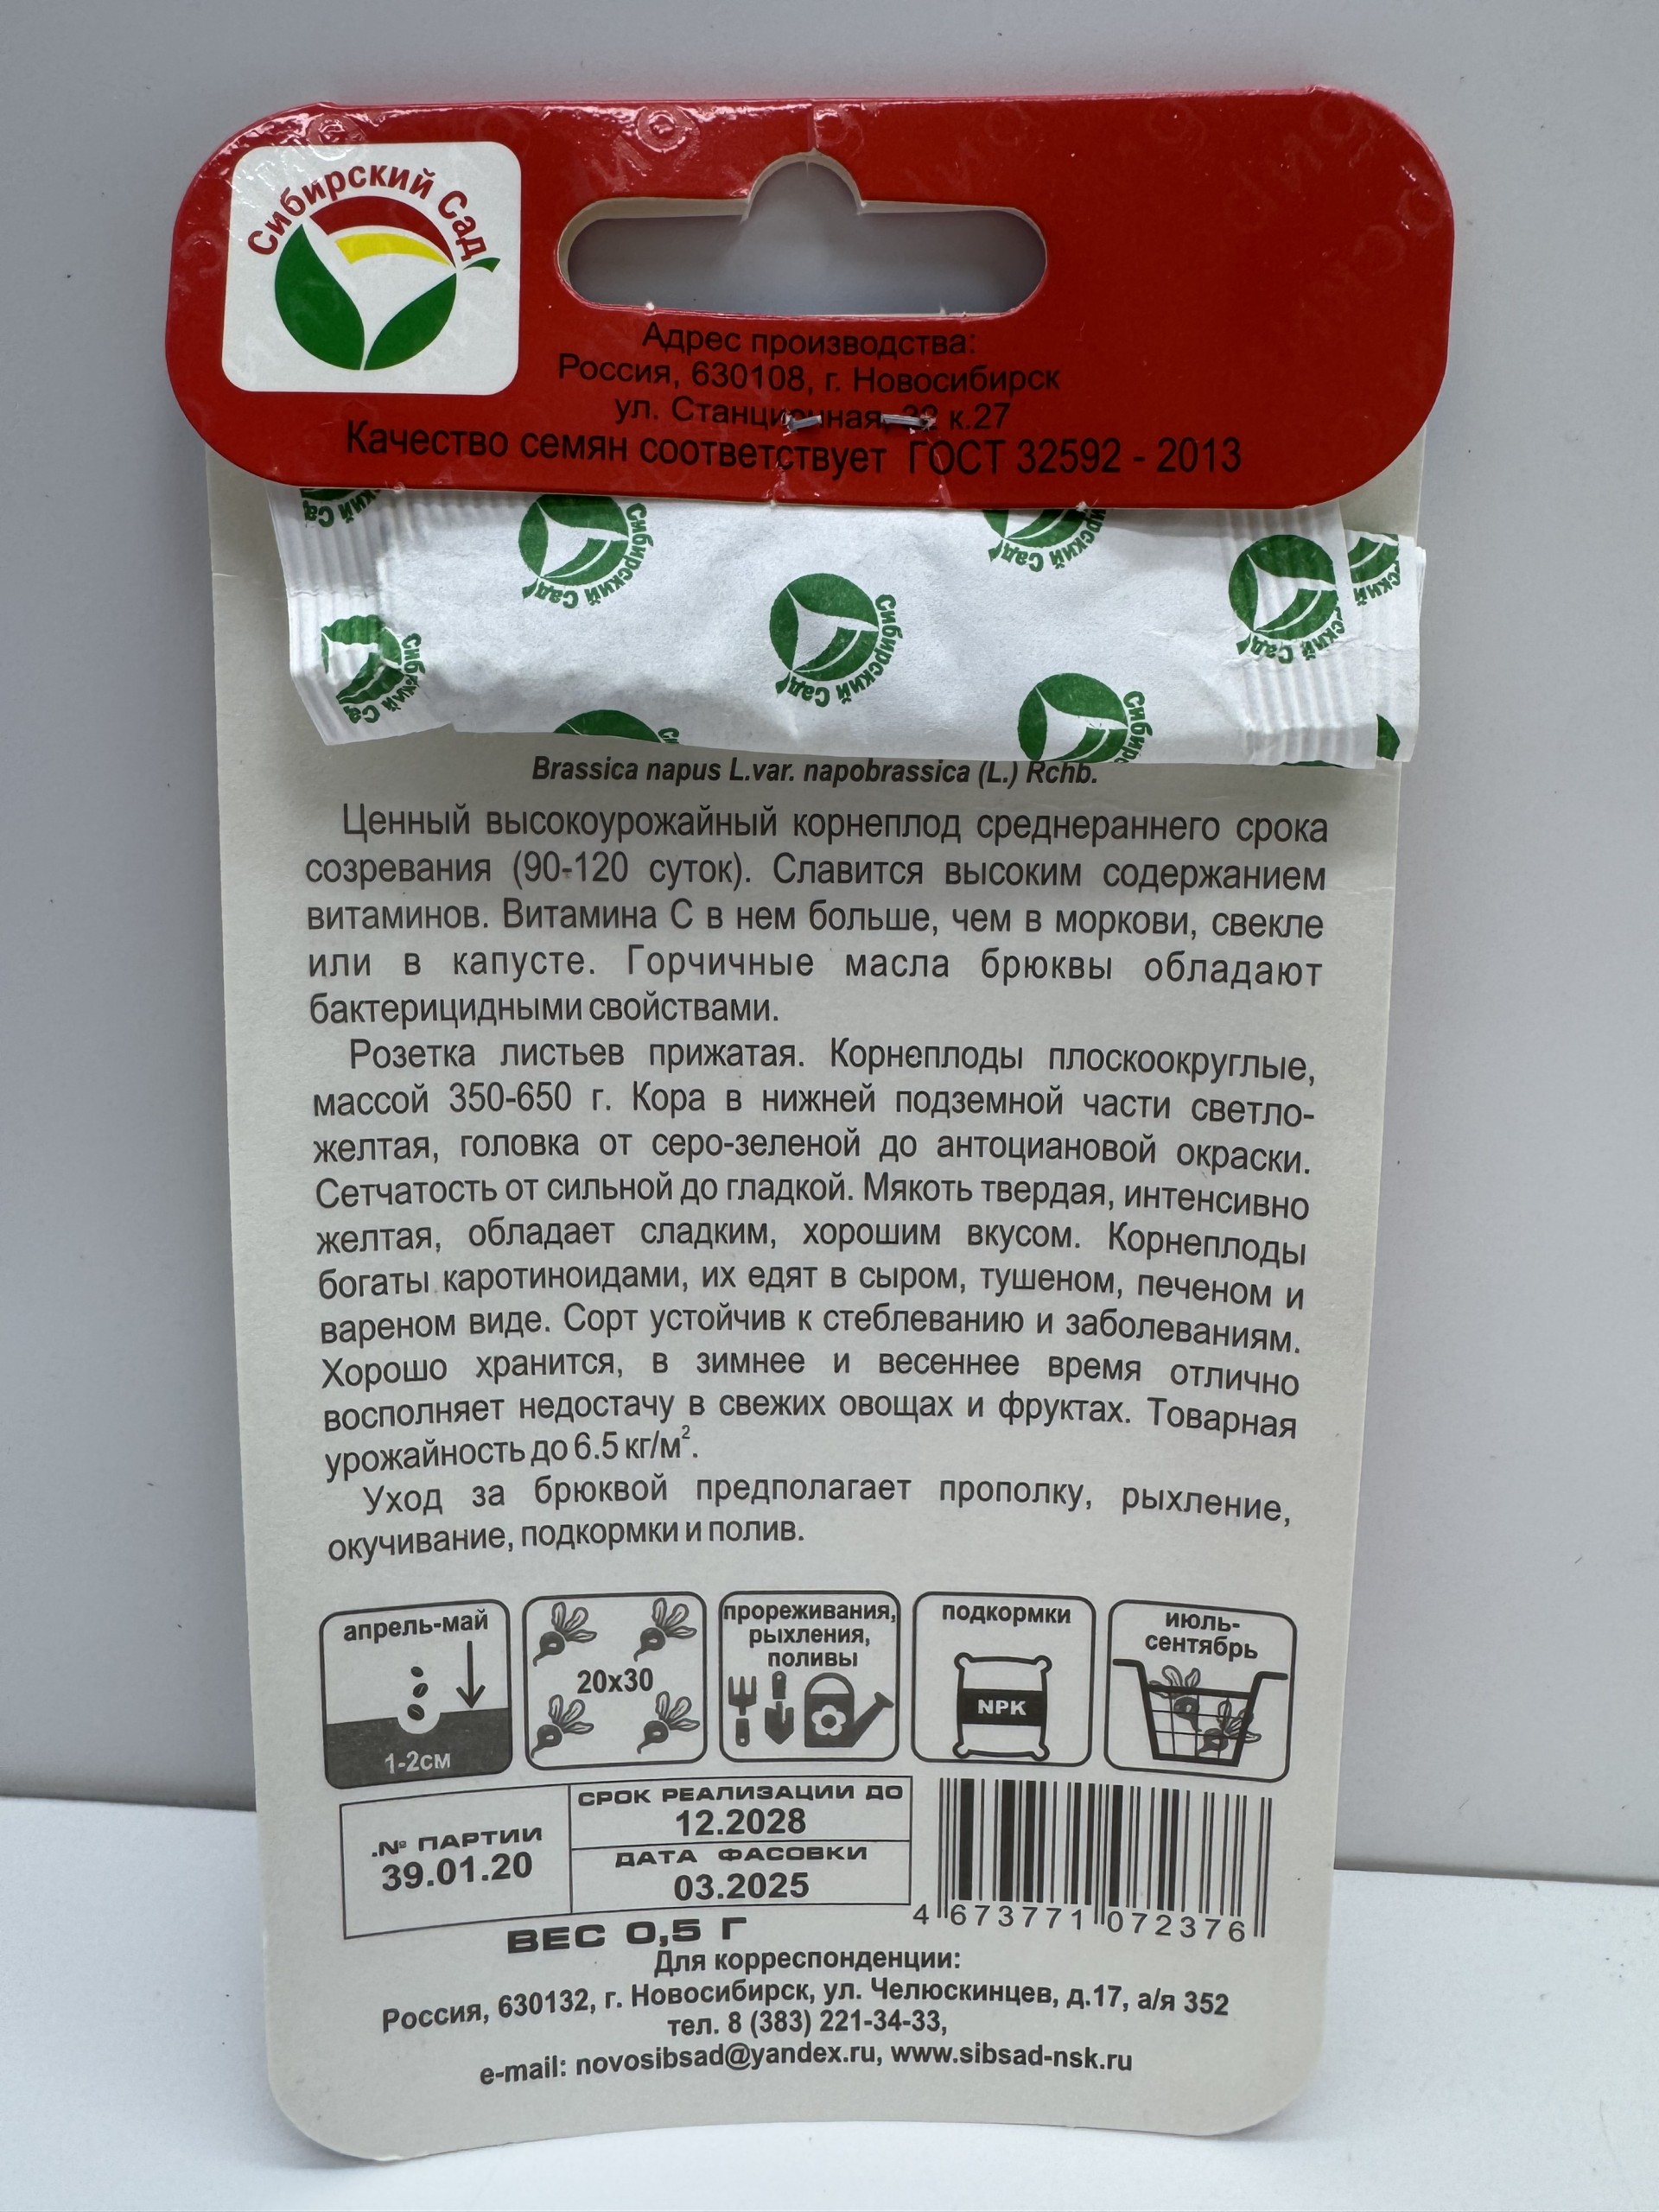 Сибирский Сад
Адрес производства:
Россия, 630108, г. Новосибирск
ул. к.27
Качество семян соответствует ГОСТ 32592 - 2013
Сибирский Сад
Сибирский Сад
Сибирский Сад
Brassica napus L.var. napobrassica (L.) Rchb.
Ценный высокоурожайный корнеплод среднераннего срока
созревания (90-120 суток). Славится высоким содержанием
витаминов. Витамина С в нем больше, чем в моркови, свекле
или в капусте. Горчичные масла брюквы обладают
бактерицидными свойствами.
Розетка листьев прижатая. Корнеплоды плоскоокруглые,
массой 350-650 г. Кора в нижней подземной части светло-
желтая, головка от серо-зеленой до антоциановой окраски.
Сетчатость от сильной до гладкой. Мякоть твердая, интенсивно
желтая, обладает сладким, хорошим вкусом. Корнеплоды
богаты каротиноидами, их едят в сыром, тушеном, печеном и
вареном виде. Сорт устойчив к стеблеванию и заболеваниям.
Хорошо хранится, в зимнее и весеннее время отлично
восполняет недостачу в свежих овощах и фруктах. Товарная
урожайность до 6.5 кг/м².
Уход за брюквой предполагает прополку, рыхление,
окучивание, подкормки и полив.
апрель-май
1-2см
20х30
прореживания,
рыхления,
поливы
подкормки
NPK
июль-
сентябрь
№ ПАРТИИ
39.01.20
СРОК РЕАЛИЗАЦИИ ДО
12.2028
ДАТА ФАСОВКИ
03.2025
4 673771 072376
ВЕС 0,5 Г
Для корреспонденции:
Россия, 630132, г. Новосибирск, ул. Челюскинцев, д.17, а/я 352
тел. 8 (383) 221-34-33,
e-mail: novosibsad@yandex.ru, www.sibsad-nsk.ru